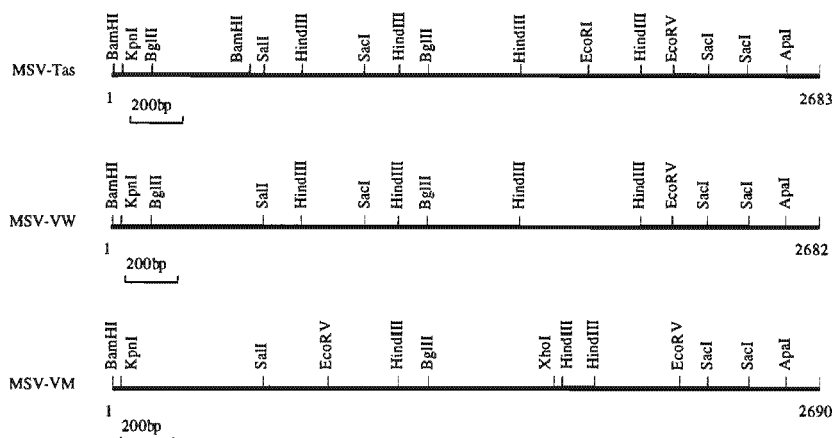 BamHI KpnI BglII BamHI SalI HindIII SacI HindIII BglII HindIII EcoRI HindIII EcoRV SacI SacI ApaI
MSV-Tas
1 2683
200bp
BamHI KpnI BglII SalI HindIII SacI HindIII BglII HindIII HindIII EcoRV SacI SacI ApaI
MSV-VW
1 2682
200bp
BamHI KpnI SalI EcoRV HindIII BglII XhoI HindIII HindIII EcoRV SacI SacI ApaI
MSV-VM
1 2690
200bp